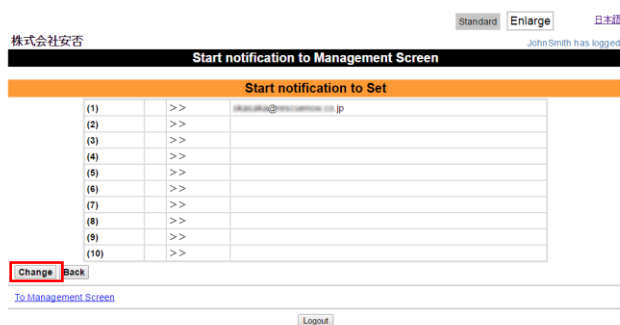 Standard Enlarge 日本語
株式会社安否
JohnSmith has logged
Start notification to Management Screen
Start notification to Set
(1) >> .jp
(2) >>
(3) >>
(4) >>
(5) >>
(6) >>
(7) >>
(8) >>
(9) >>
(10) >>
Change Back
To Management Screen
Logout